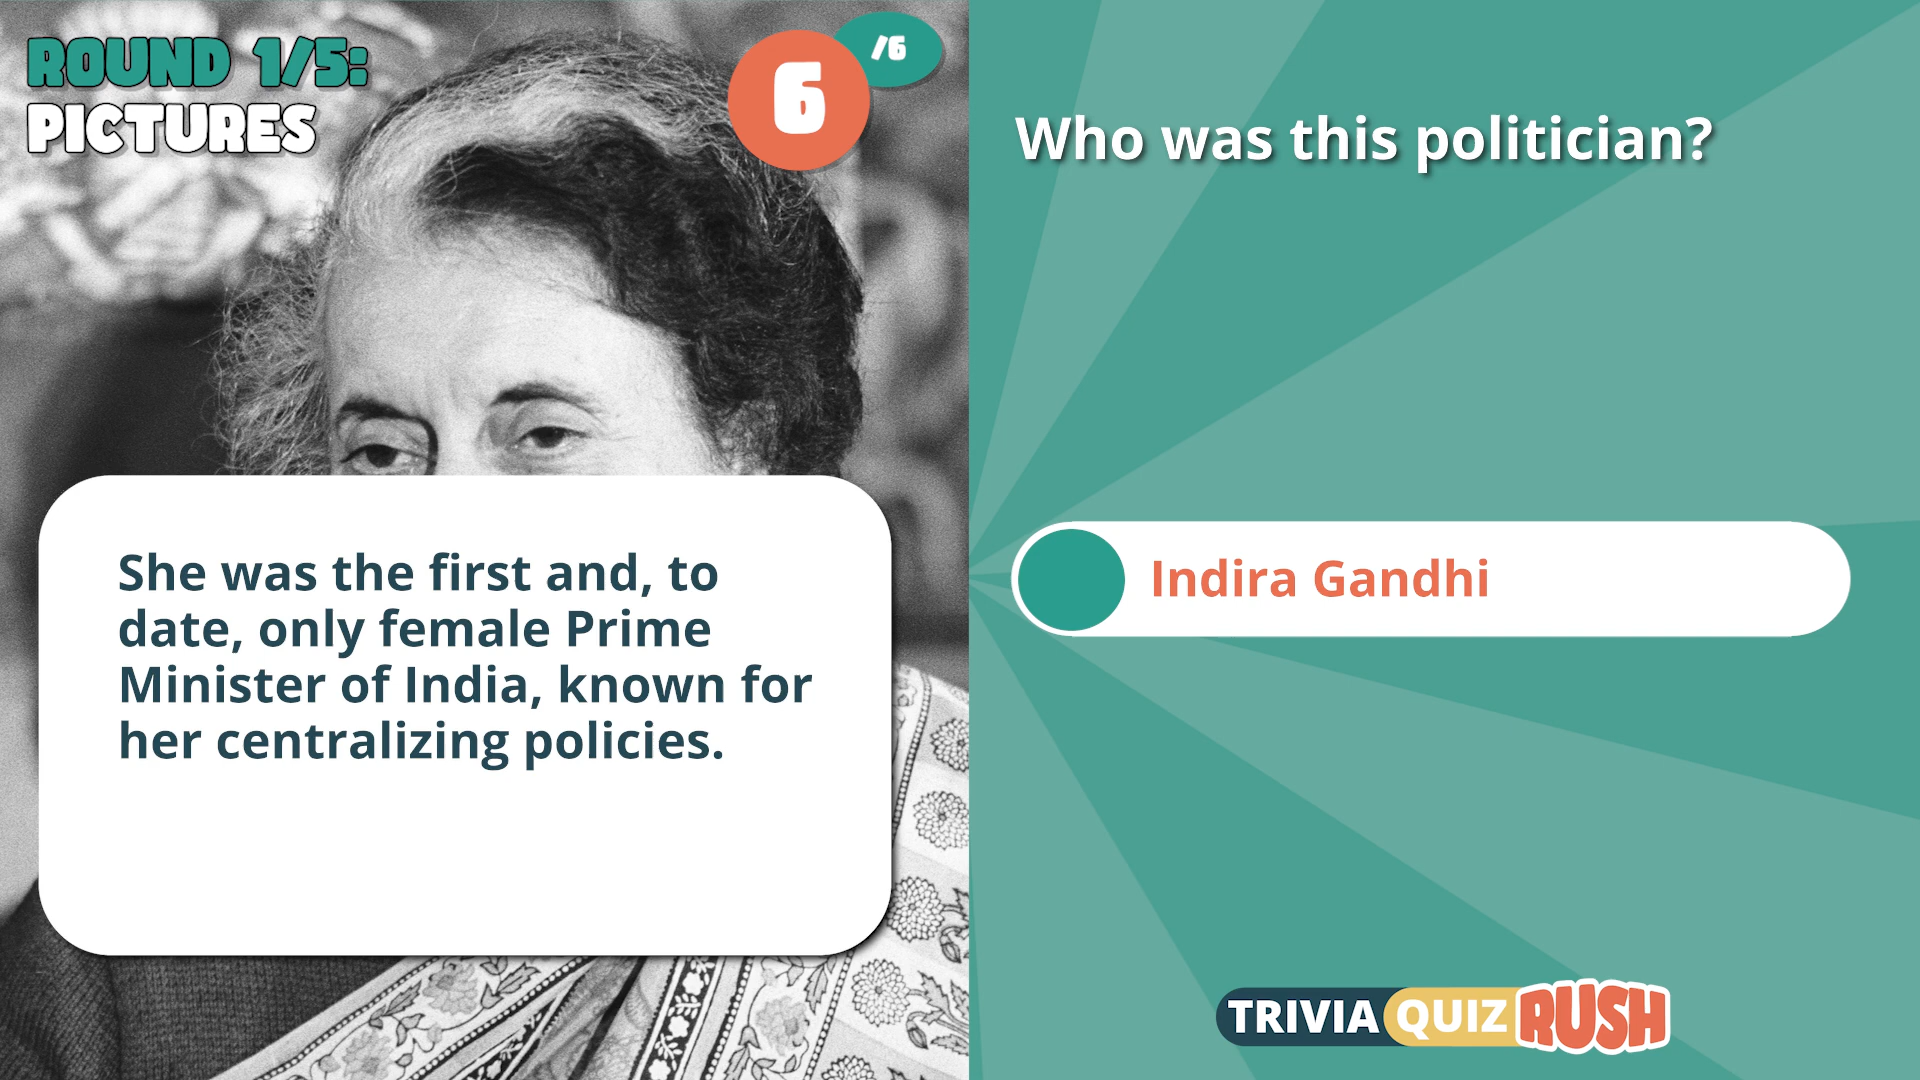 ROUND 1/5:
PICTURES
6
/6
Who was this politician?
She was the first and, to
date, only female Prime
Minister of India, known for
her centralizing policies.
Indira Gandhi
TRIVIA QUIZ RUSH